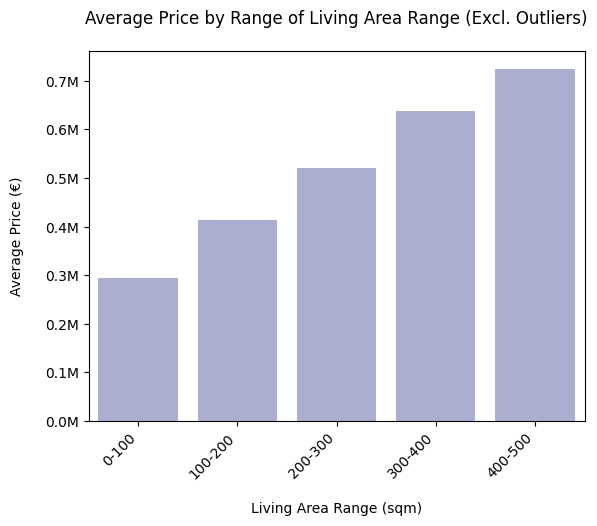 Average Price by Range of Living Area Range (Excl. Outliers)
Average Price (€)
0.7M
0.6M
0.5M
0.4M
0.3M
0.2M
0.1M
0.0M
0-100
100-200
200-300
300-400
400-500
Living Area Range (sqm)